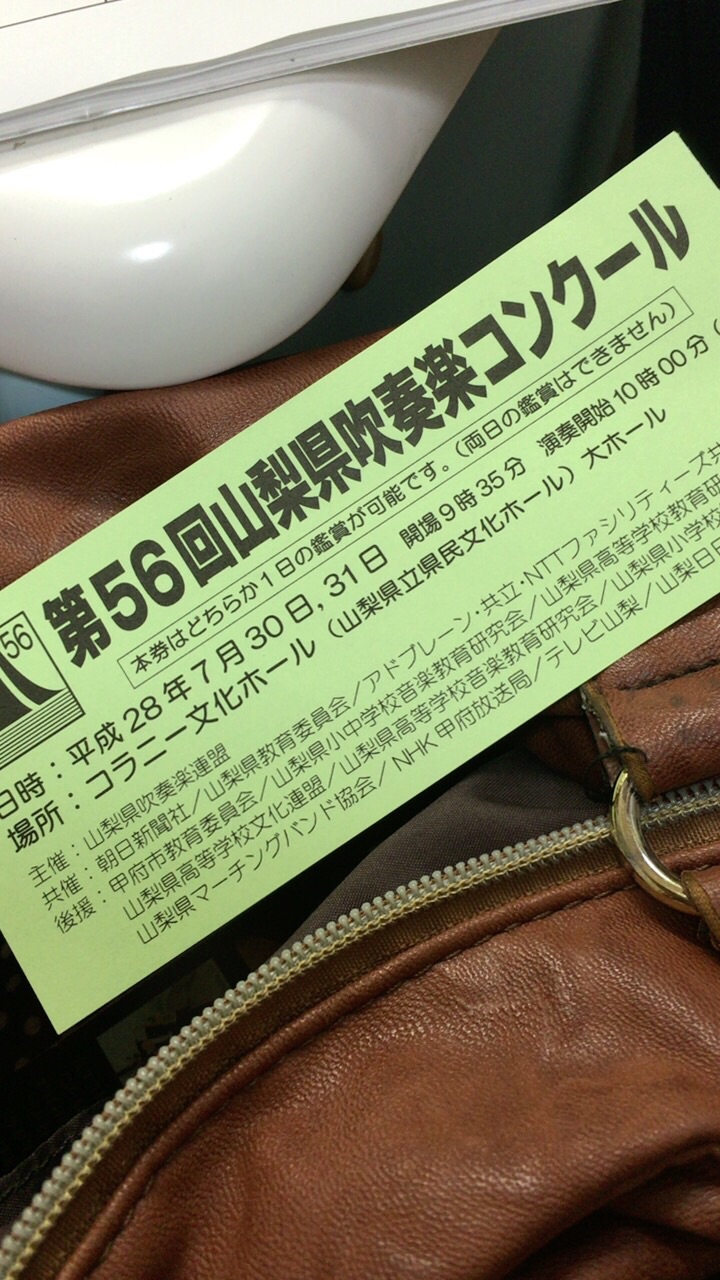 56
第56回山梨県吹奏楽コンクール
本券はどちらか1日の鑑賞が可能です。(両日の鑑賞はできません)
日時：平成28年7月30日,31日 開場9時35分 演奏開始10時00分(
場所：コラニー文化ホール（山梨県立県民文化ホール）大ホール
主催：山梨県吹奏楽連盟
共催：朝日新聞社／山梨県教育委員会／アドブレーン・共立・NTTファシリティーズ共
後援：甲府市教育委員会／山梨県小中学校音楽教育研究会／山梨県高等学校教育研
山梨県高等学校文化連盟／山梨県高等学校音楽教育研究会／山梨県小学校
山梨県マーチングバンド協会／NHK甲府放送局／テレビ山梨／山梨日日